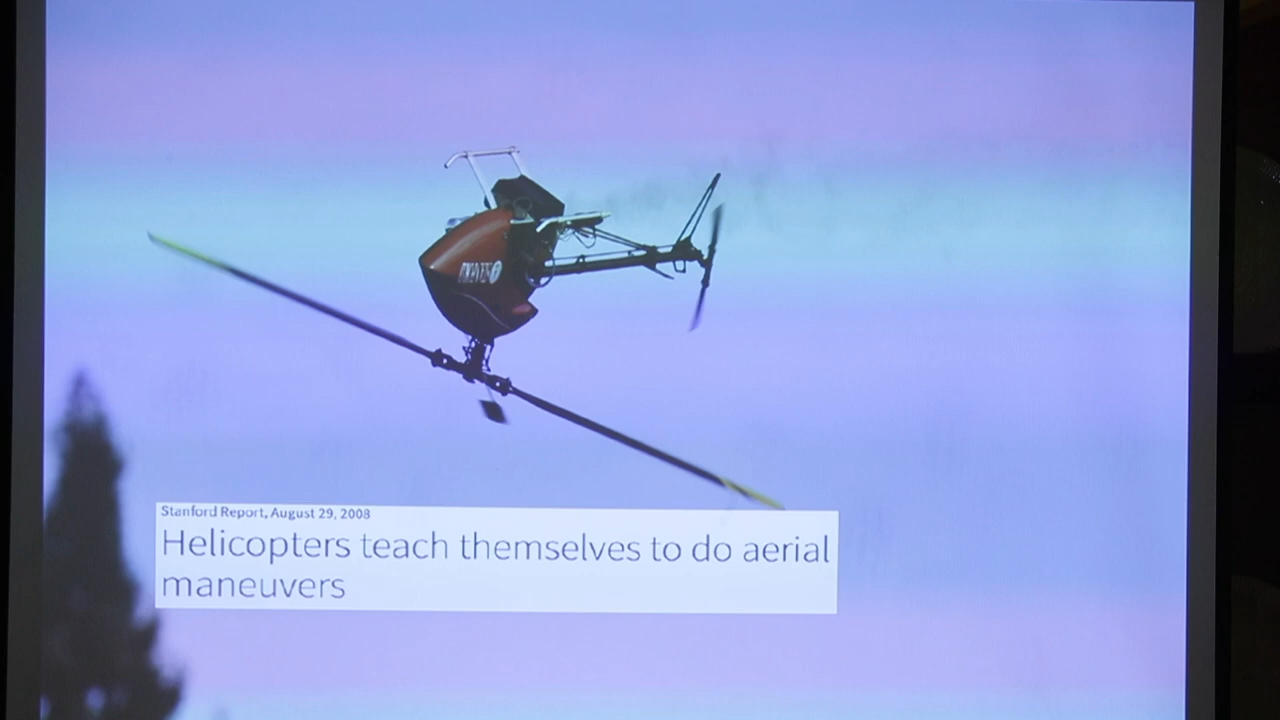 Stanford Report, August 29, 2008
Helicopters teach themselves to do aerial
maneuvers